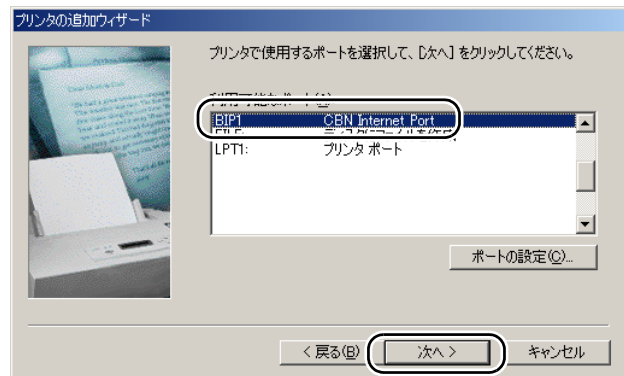 プリンタの追加ウィザード
プリンタで使用するポートを選択して、[次へ] をクリックしてください。
BIP1 CBN Internet Port
LPT1: プリンタ ポート
ポートの設定(C)...
< 戻る(B) 次へ > キャンセル